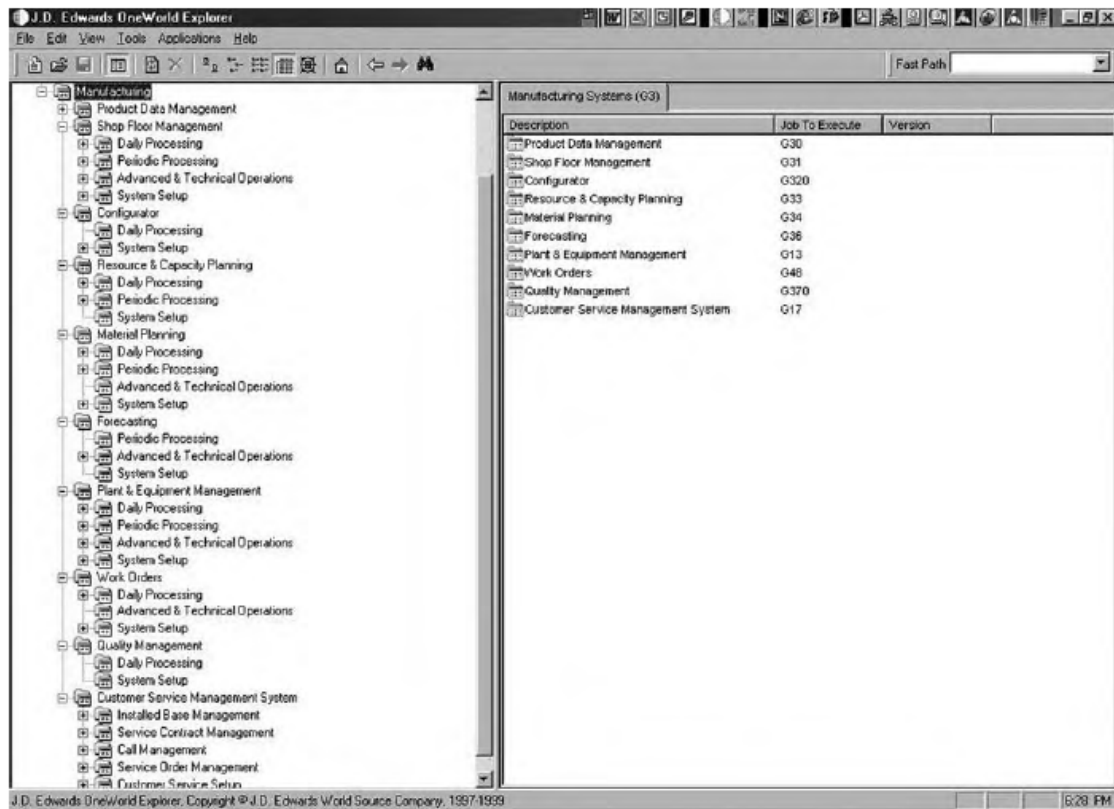 J.D. Edwards OneWorld Explorer
File Edit View Tools Applications Help
Fast Path
Manufacturing
Product Data Management
Shop Floor Management
Daily Processing
Periodic Processing
Advanced & Technical Operations
System Setup
Configurator
Daily Processing
System Setup
Resource & Capacity Planning
Daily Processing
Periodic Processing
System Setup
Material Planning
Daily Processing
Periodic Processing
Advanced & Technical Operations
System Setup
Forecasting
Periodic Processing
Advanced & Technical Operations
System Setup
Plant & Equipment Management
Daily Processing
Periodic Processing
Advanced & Technical Operations
System Setup
Work Orders
Daily Processing
Advanced & Technical Operations
System Setup
Quality Management
Daily Processing
System Setup
Customer Service Management System
Installed Base Management
Service Contract Management
Call Management
Service Order Management
Customer Service Setup
Manufacturing Systems (G3)
Description Job To Execute Version
Product Data Management G30
Shop Floor Management G31
Configurator G320
Resource & Capacity Planning G33
Material Planning G34
Forecasting G36
Plant & Equipment Management G13
Work Orders G48
Quality Management G370
Customer Service Management System G17
J.D. Edwards OneWorld Explorer, Copyright © J.D. Edwards World Source Company, 1997-1999
6:28 PM